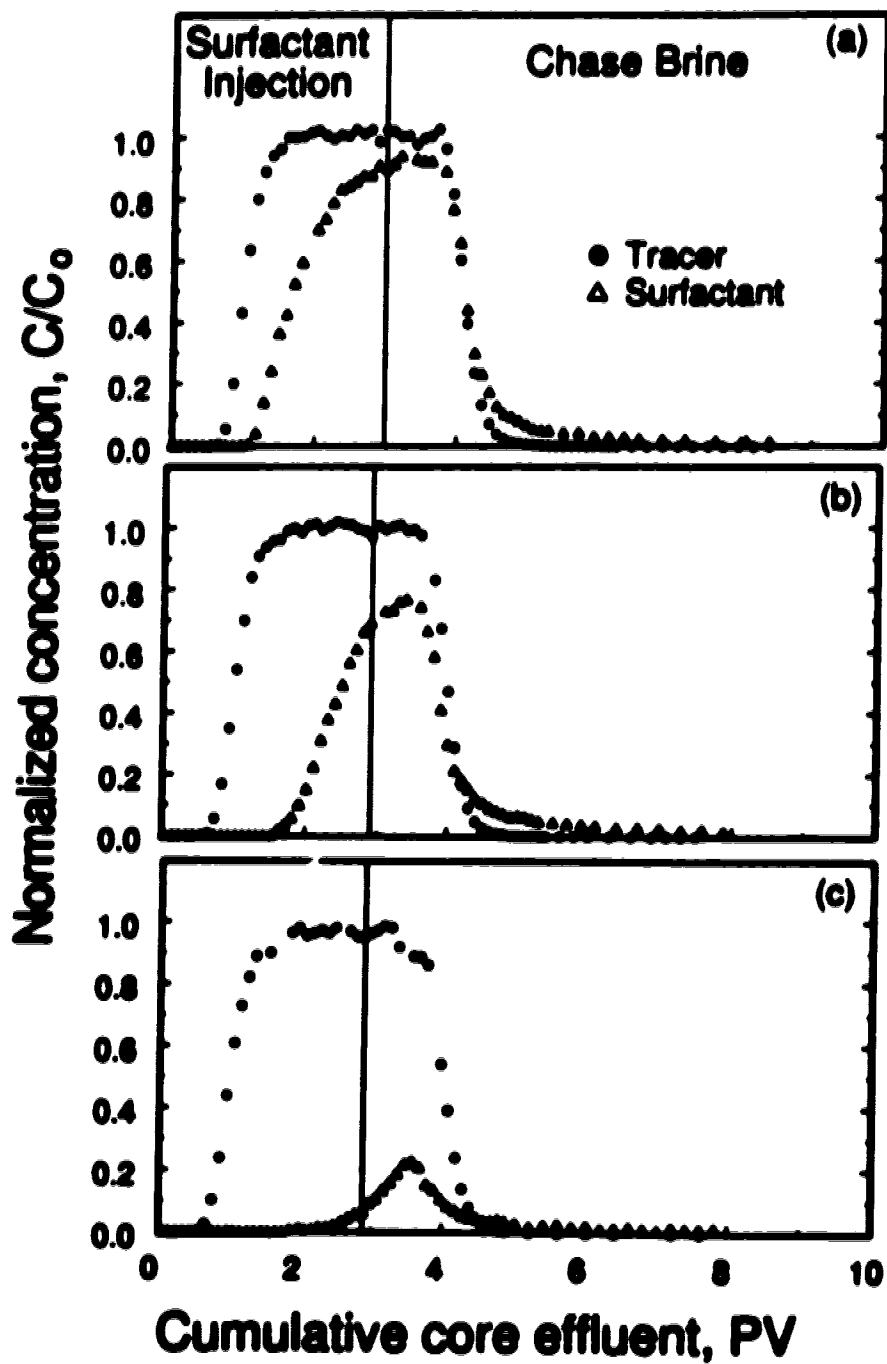 Surfactant
Injection
Chase Brine
(a)
1.0
0.8
0.6
0.4
0.2
0.0
Tracer
Surfactant
(b)
1.0
0.8
0.6
0.4
0.2
0.0
(c)
1.0
0.8
0.6
0.4
0.2
0.0
0 2 4 6 8 10
Normalized concentration, C/C₀
Cumulative core effluent, PV